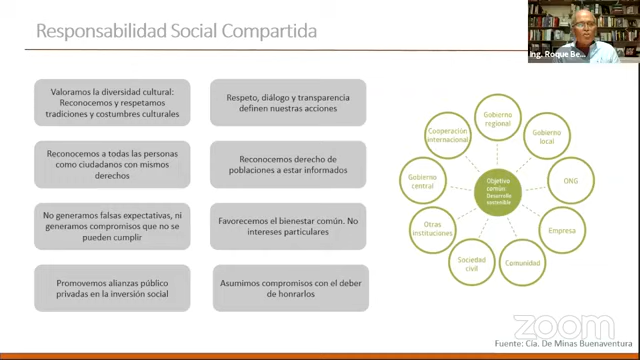 Responsabilidad Social Compartida
Valoramos la diversidad cultural:
Reconocemos y respetamos
tradiciones y costumbres culturales
Respeto, diálogo y transparencia
definen nuestras acciones
Reconocemos a todas las personas
como ciudadanos con mismos
derechos
Reconocemos derecho de
poblaciones a estar informados
No generamos falsas expectativas, ni
generamos compromisos que no se
pueden cumplir
Favorecemos el bienestar común. No
intereses particulares
Promovemos alianzas público
privadas en la inversión social
Asumimos compromisos con el deber
de honrarlos
Gobierno
regional
Gobierno
local
ONG
Empresa
Comunidad
Sociedad
civil
Otras
instituciones
Gobierno
central
Cooperación
internacional
Objetivo
común:
Desarrollo
sostenible
Ing. Roque Be...
zoom
Fuente: Cía. De Minas Buenaventura